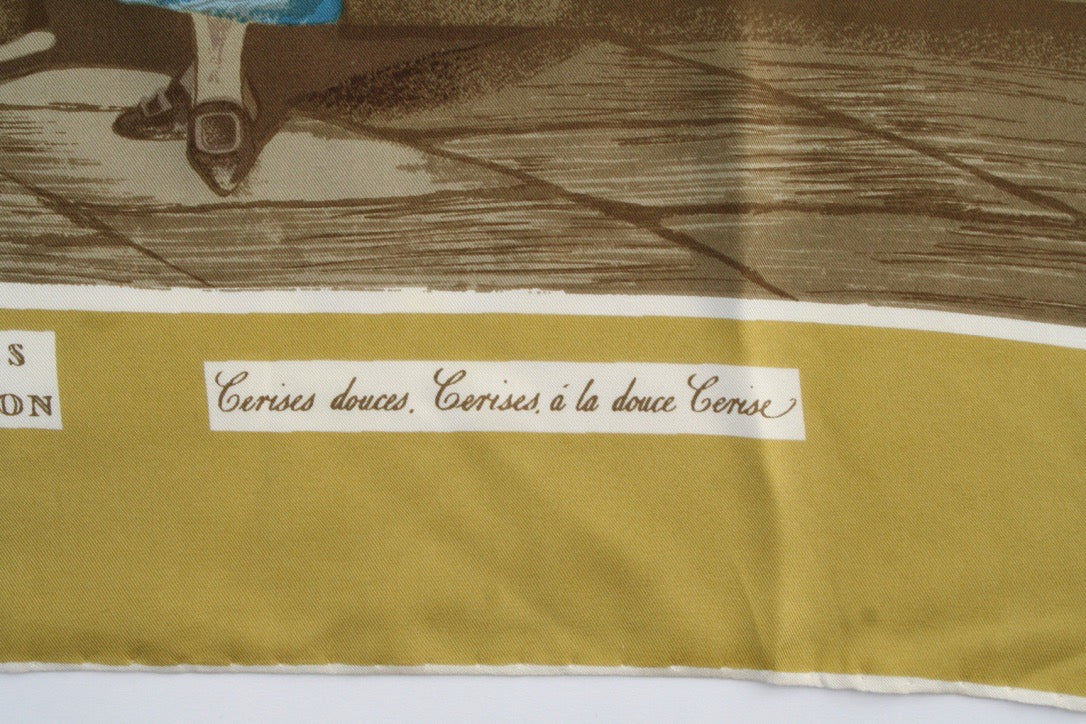 S
ON
Cerises douces. Cerises. á la douce Cerise